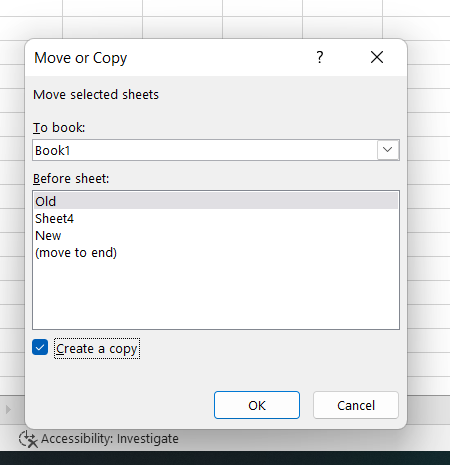 Move or Copy ?
Move selected sheets
To book:
Book1
Before sheet:
Old
Sheet4
New
(move to end)
Create a copy
OK Cancel
Accessibility: Investigate